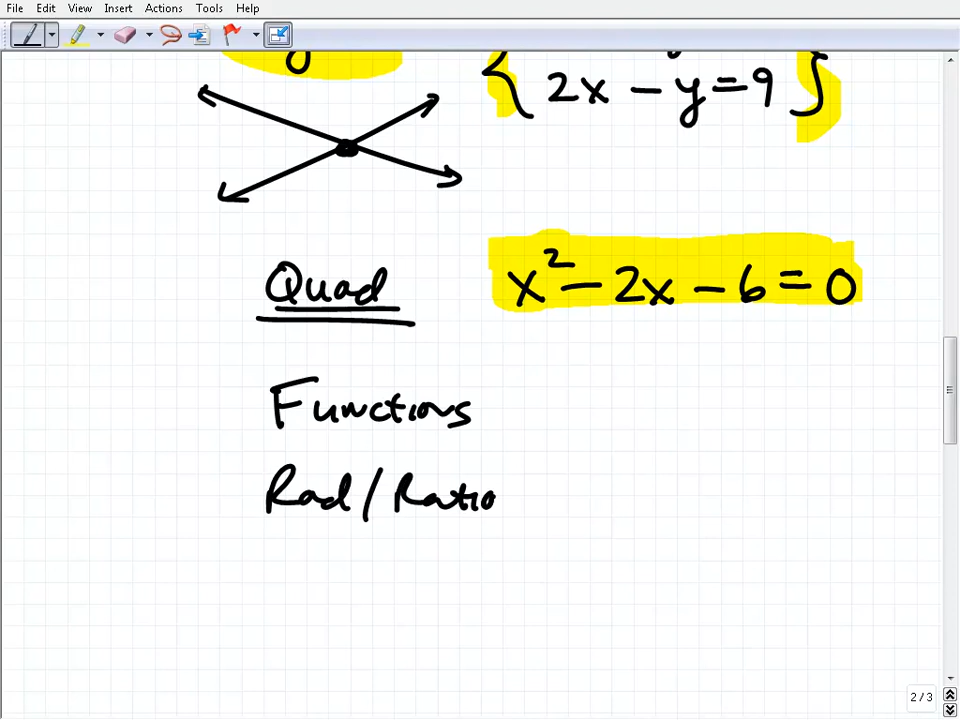 File Edit View Insert Actions Tools Help
2x - y = 9
Quad x² - 2x - 6 = 0
Functions
Rad/Ratio
2 / 3